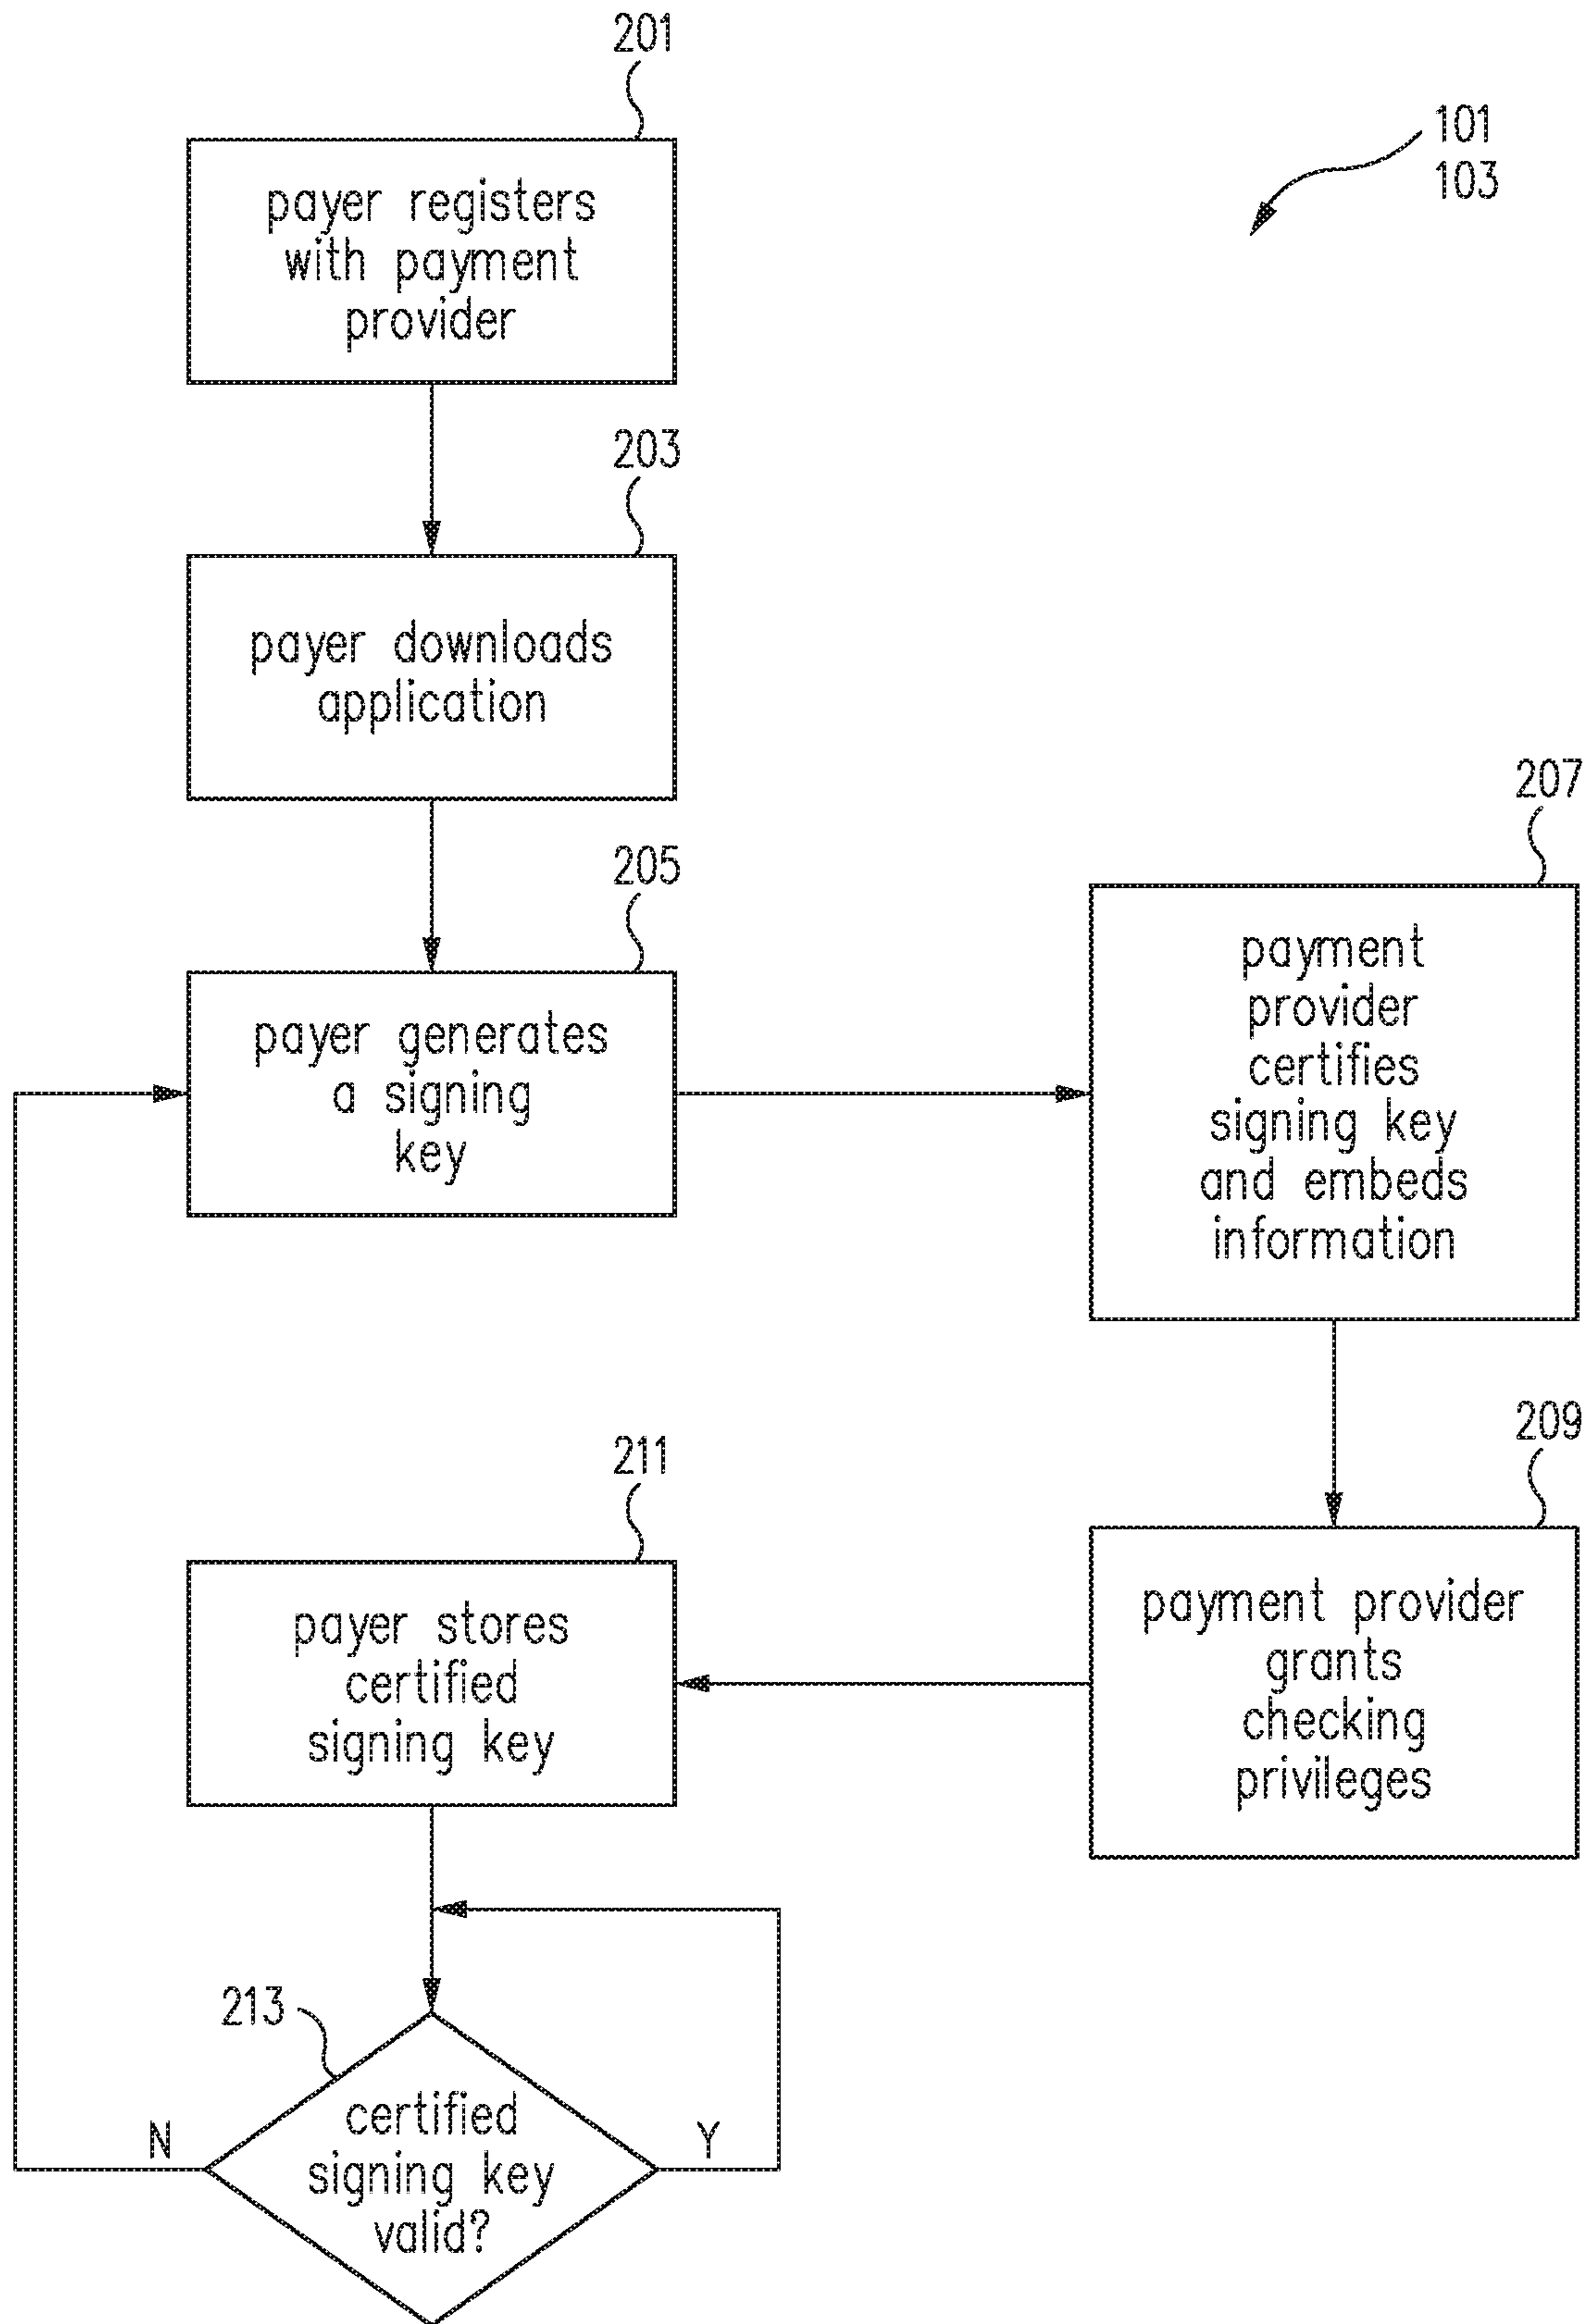 201
101
103
payer registers
with payment
provider
203
payer downloads
application
207
205
payer generates
a signing
key
payment
provider
certifies
signing key
and embeds
information
209
211
payer stores
certified
signing key
payment provider
grants
checking
privileges
213
certified
signing key
valid?
N
Y